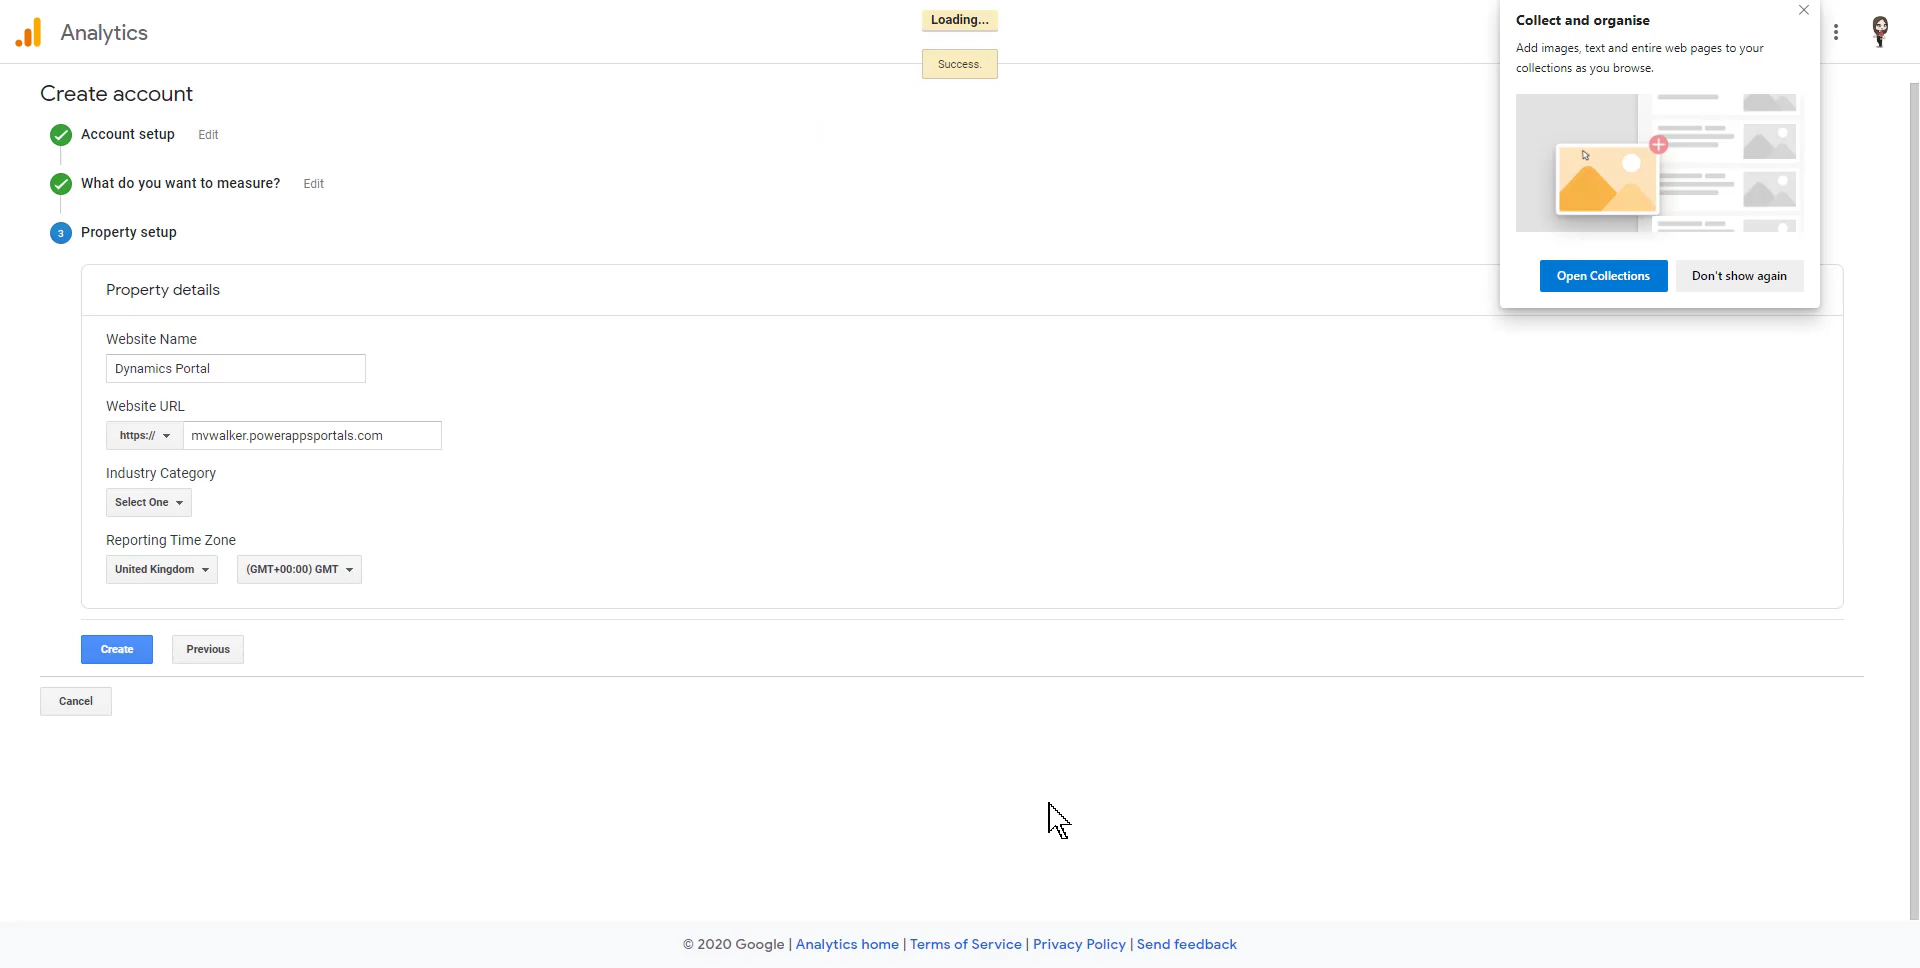 Analytics
Loading...
Success.
Collect and organise
Add images, text and entire web pages to your
collections as you browse.
Open Collections
Don't show again
Create account
Account setup
Edit
What do you want to measure?
Edit
3
Property setup
Property details
Website Name
Dynamics Portal
Website URL
https://
mvwalker.powerappsportals.com
Industry Category
Select One
Reporting Time Zone
United Kingdom
(GMT+00:00) GMT
Create
Previous
Cancel
© 2020 Google | Analytics home | Terms of Service | Privacy Policy | Send feedback